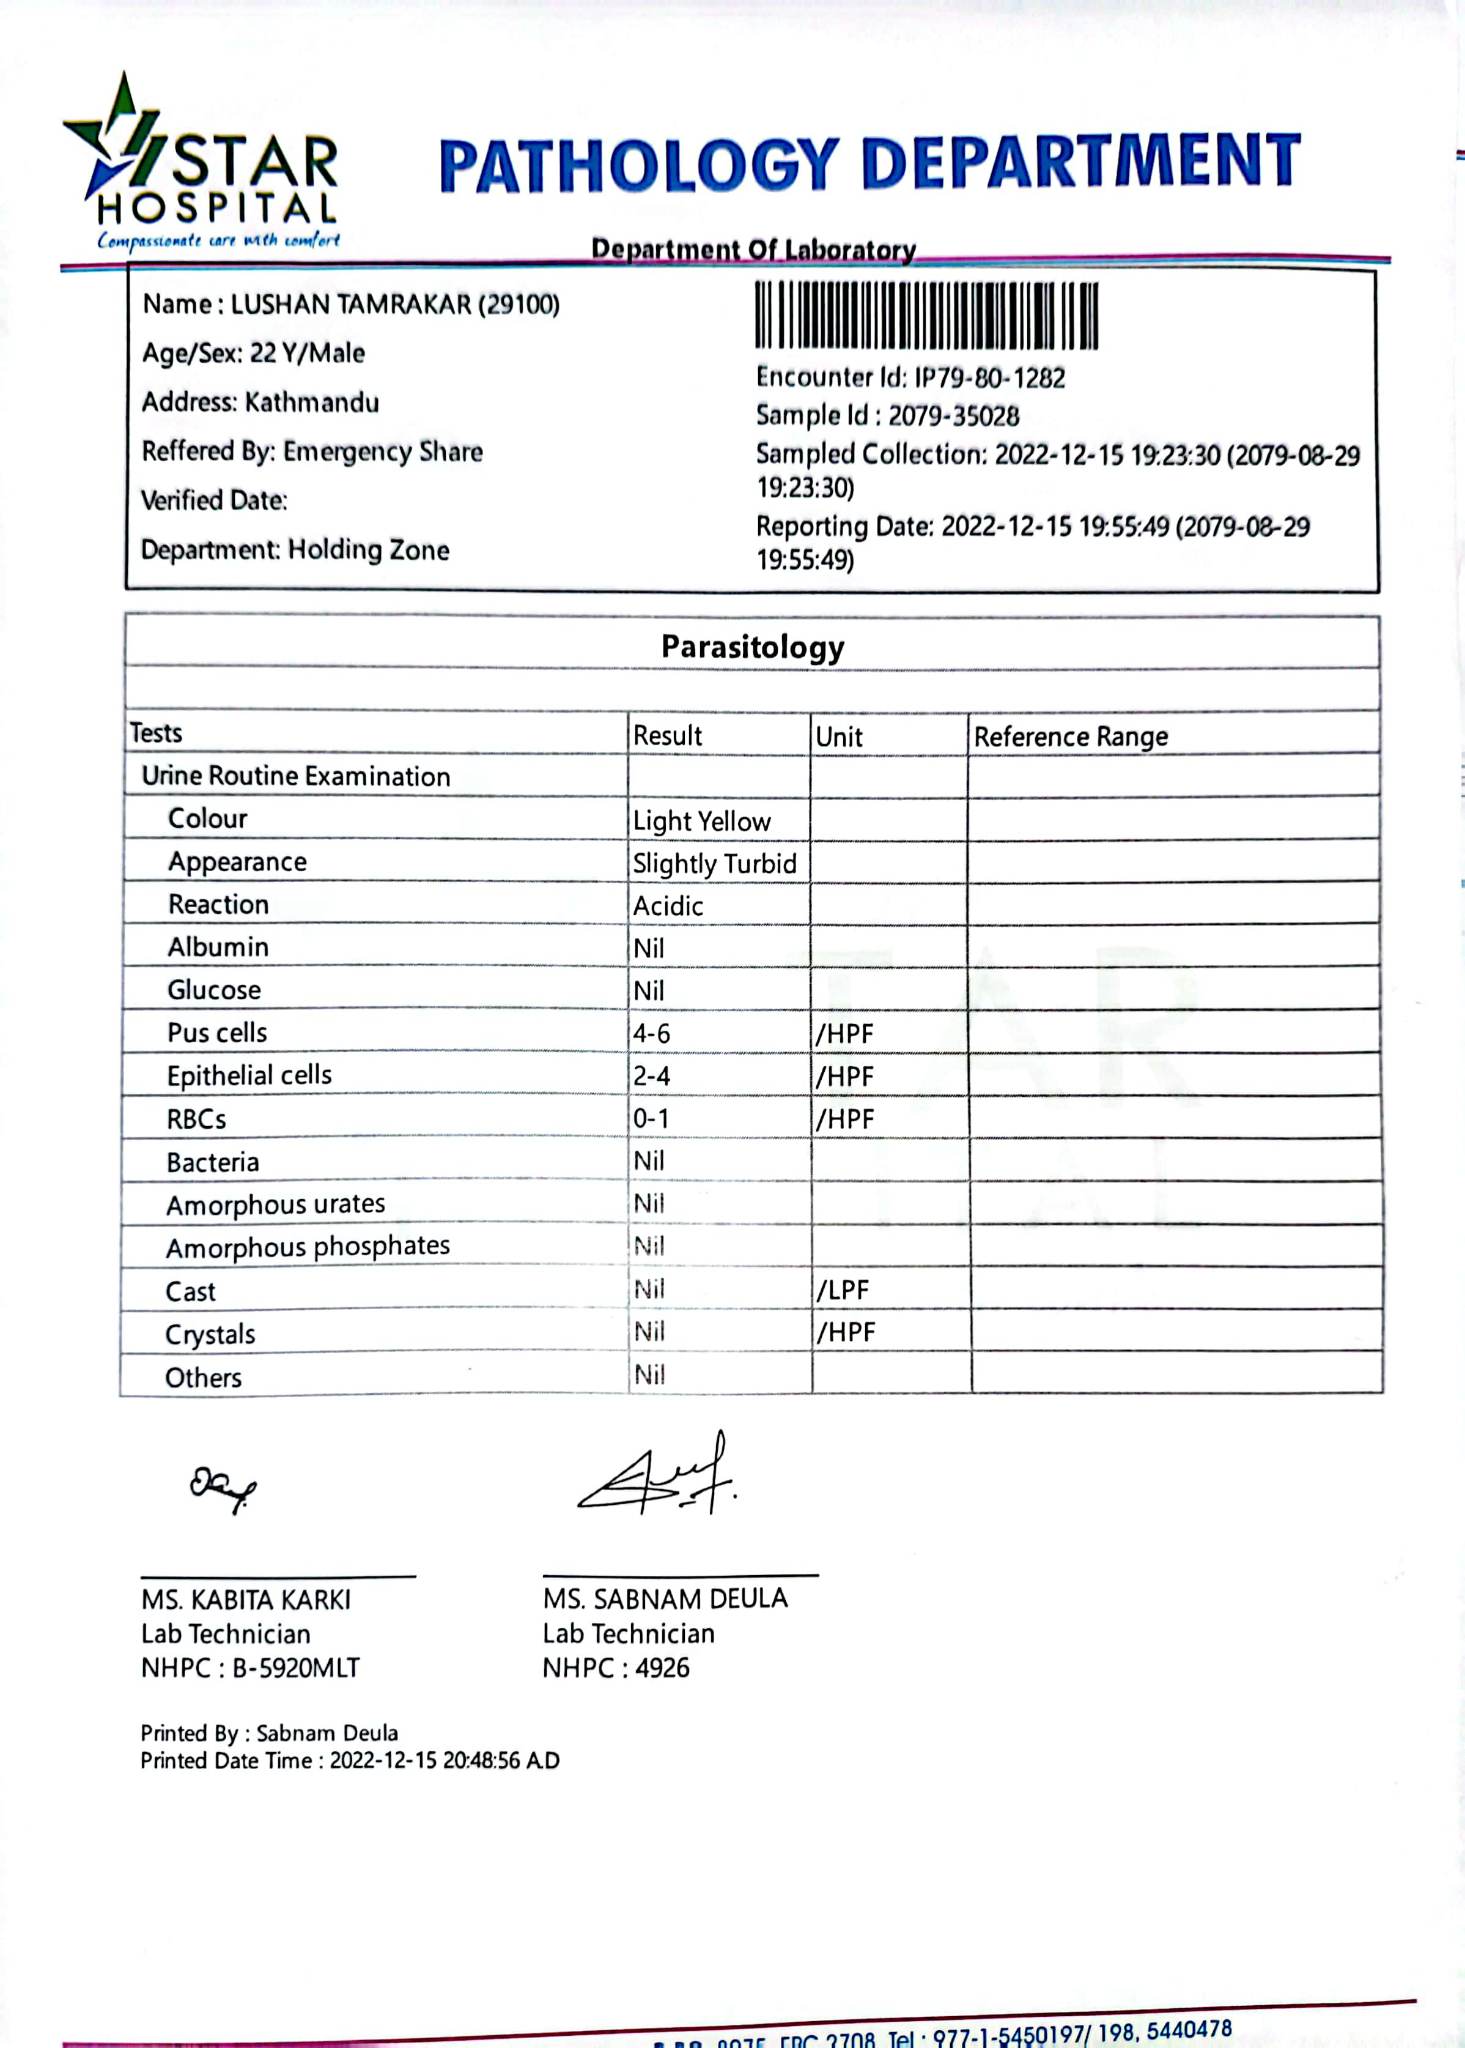 STAR
HOSPITAL
Compassionate care with comfort
PATHOLOGY DEPARTMENT
Department Of Laboratory
Name : LUSHAN TAMRAKAR (29100)
Age/Sex: 22 Y/Male
Address: Kathmandu
Reffered By: Emergency Share
Verified Date:
Department: Holding Zone
Encounter Id: IP79-80-1282
Sample Id : 2079-35028
Sampled Collection: 2022-12-15 19:23:30 (2079-08-29
19:23:30)
Reporting Date: 2022-12-15 19:55:49 (2079-08-29
19:55:49)
Parasitology
Tests Result Unit Reference Range
Urine Routine Examination
Colour Light Yellow
Appearance Slightly Turbid
Reaction Acidic
Albumin Nil
Glucose Nil
Pus cells 4-6 /HPF
Epithelial cells 2-4 /HPF
RBCs 0-1 /HPF
Bacteria Nil
Amorphous urates Nil
Amorphous phosphates Nil
Cast Nil /LPF
Crystals Nil /HPF
Others Nil
MS. KABITA KARKI
Lab Technician
NHPC : B-5920MLT
MS. SABNAM DEULA
Lab Technician
NHPC : 4926
Printed By : Sabnam Deula
Printed Date Time : 2022-12-15 20:48:56 A.D
2708, Tel : 977-1-5450197/ 198, 5440478